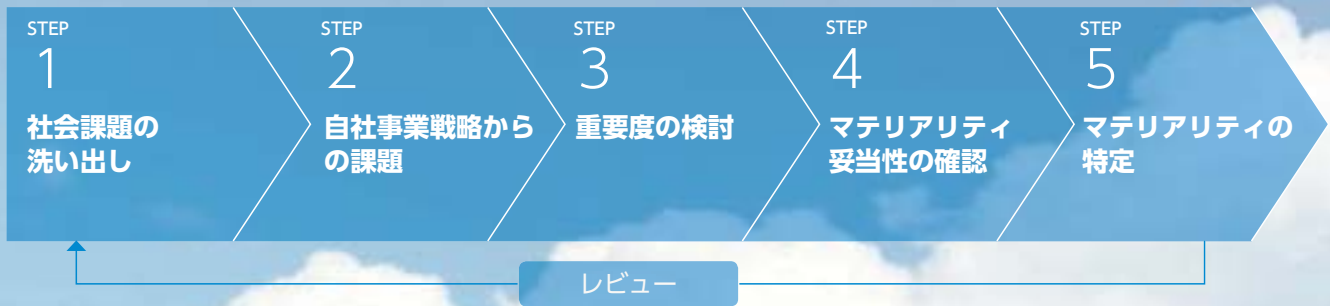 STEP
1
社会課題の
洗い出し
STEP
2
自社事業戦略から
の課題
STEP
3
重要度の検討
STEP
4
マテリアリティ
妥当性の確認
STEP
5
マテリアリティの
特定
レビュー